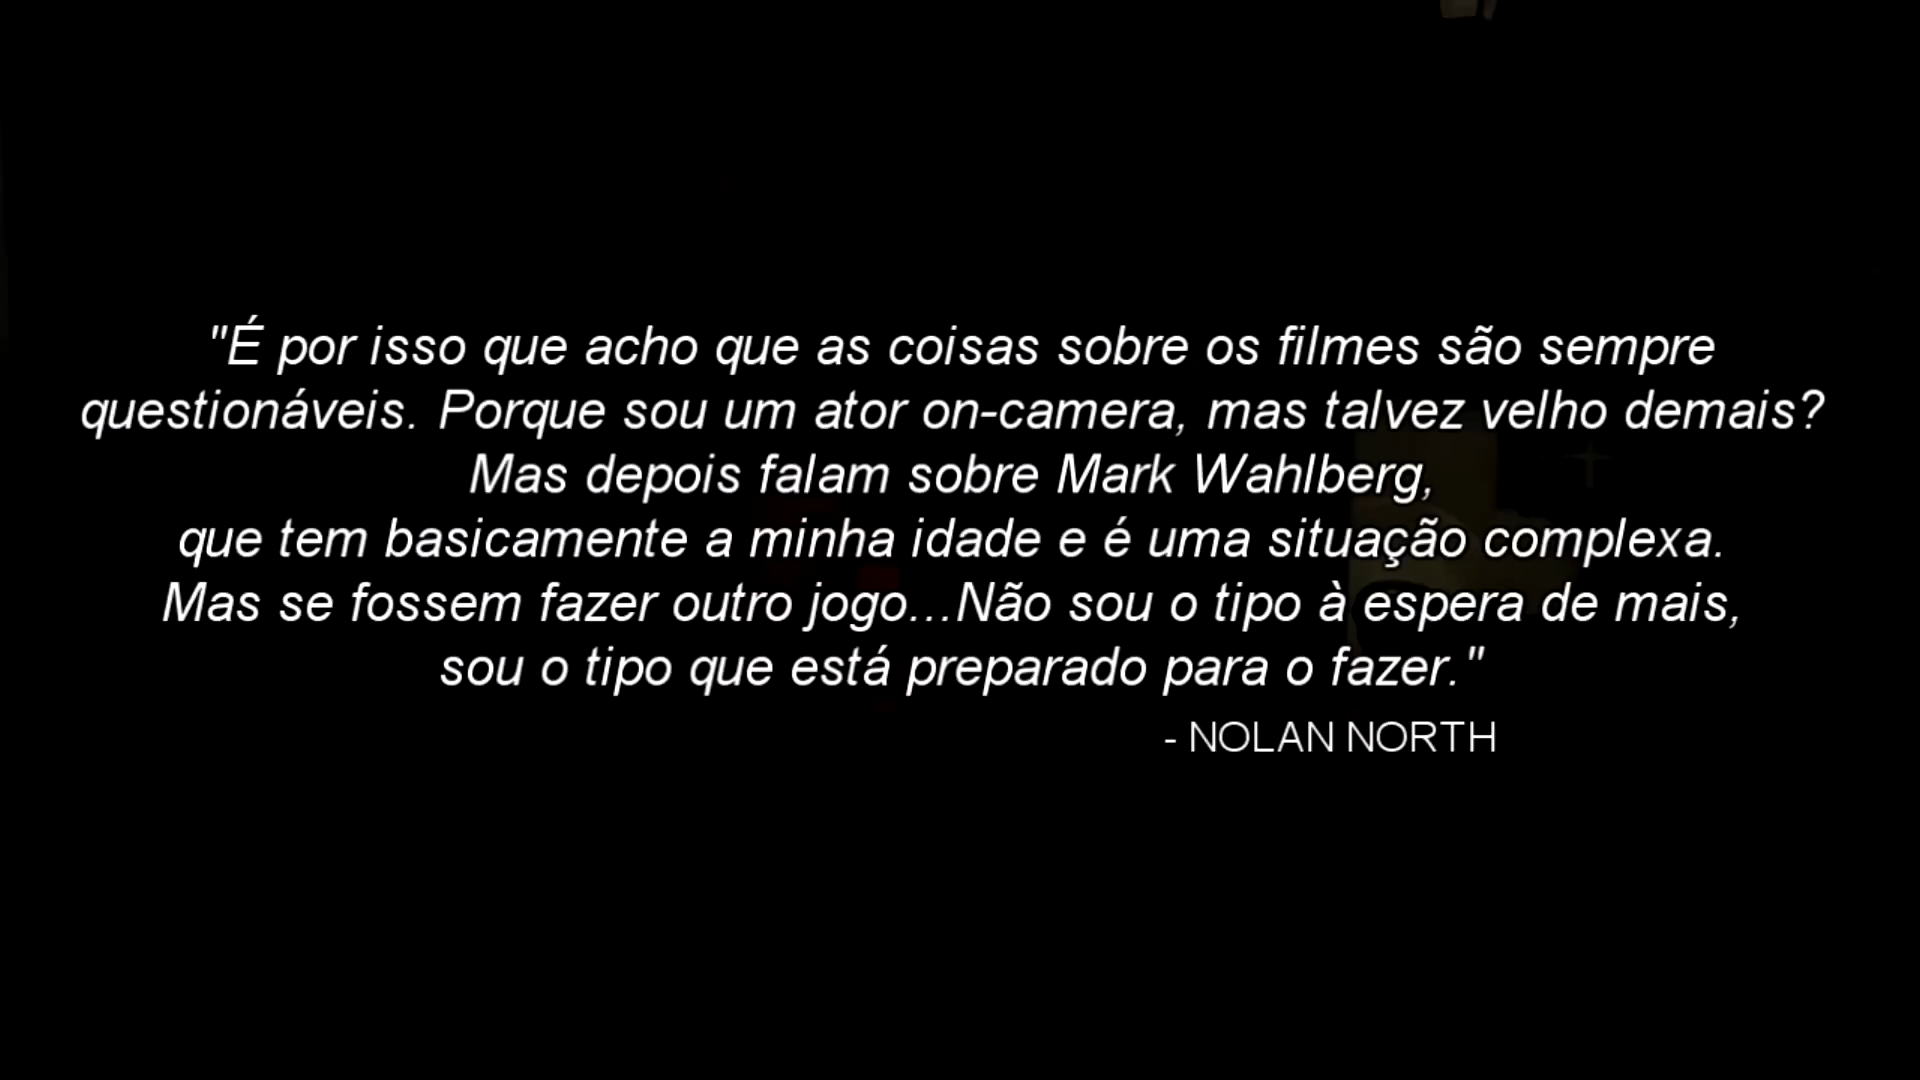 "É por isso que acho que as coisas sobre os filmes são sempre
questionáveis. Porque sou um ator on-camera, mas talvez velho demais?
Mas depois falam sobre Mark Wahlberg,
que tem basicamente a minha idade e é uma situação complexa.
Mas se fossem fazer outro jogo...Não sou o tipo à espera de mais,
sou o tipo que está preparado para o fazer."
- NOLAN NORTH